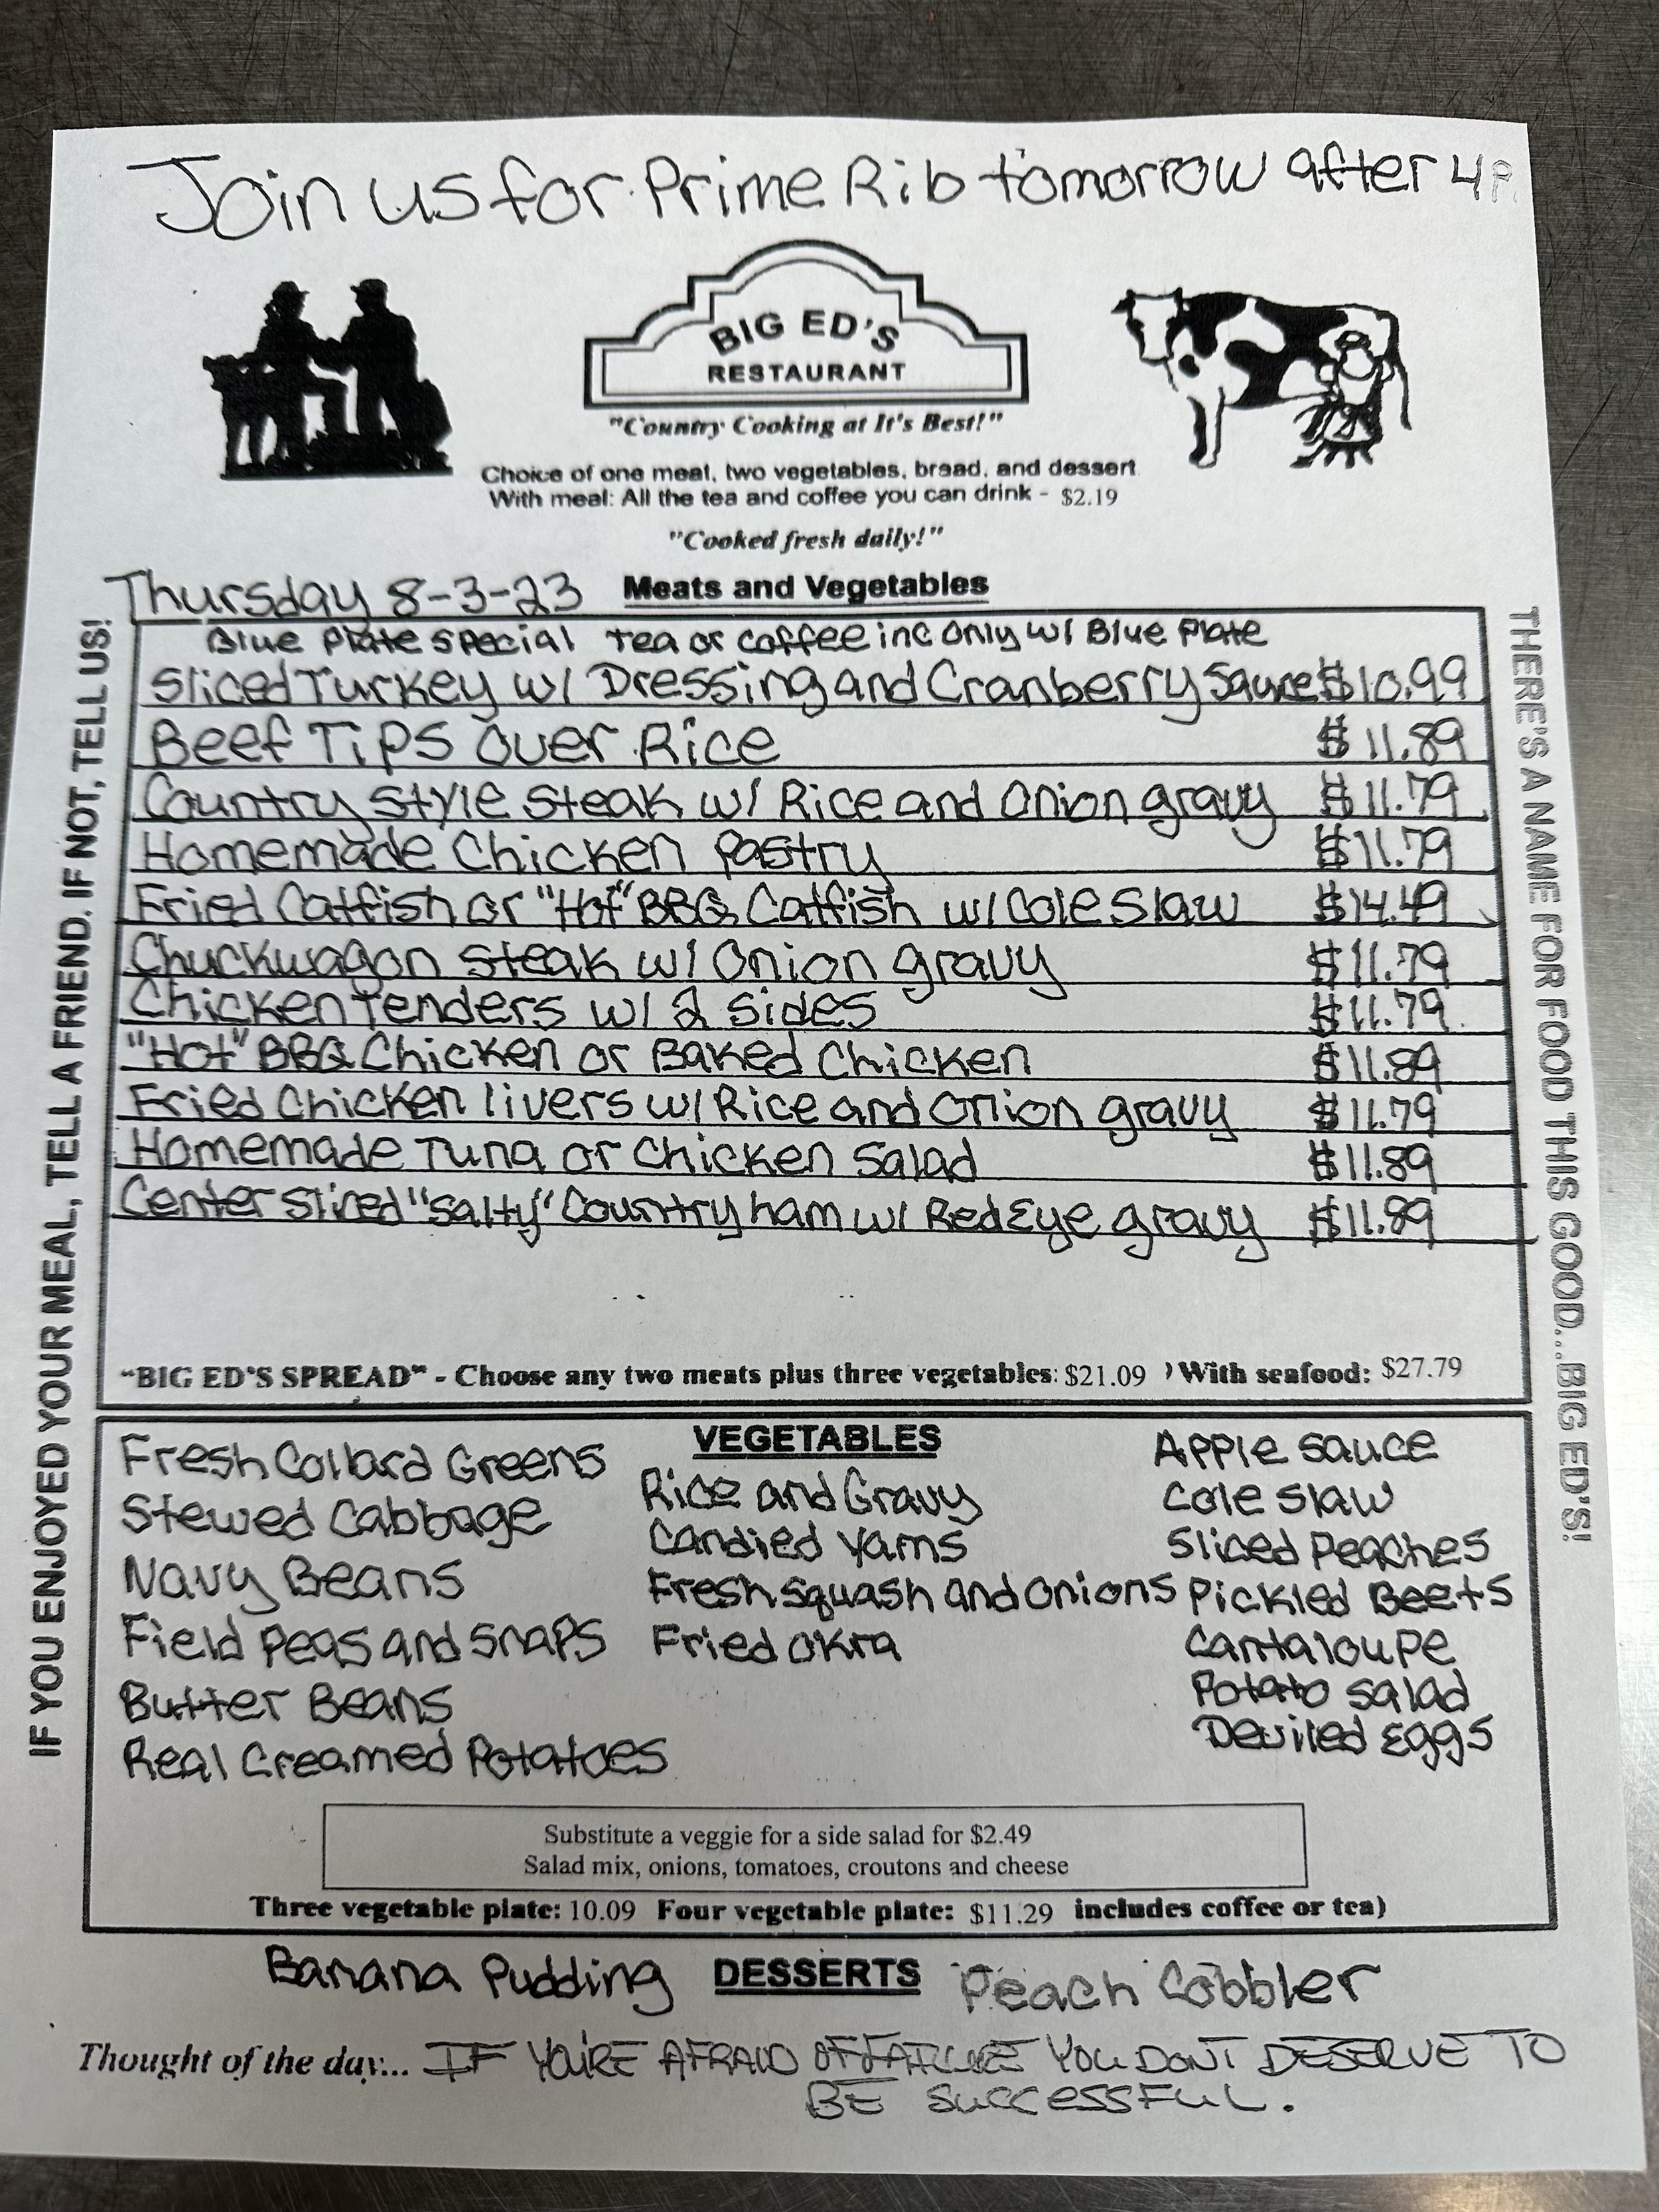 Join us for Prime Rib tomorrow after 4P
BIG ED'S
RESTAURANT
"Country Cooking at It's Best!"
Choice of one meat, two vegetables, bread, and dessert
With meal: All the tea and coffee you can drink - $2.19
"Cooked fresh daily!"
Thursday 8-3-23 Meats and Vegetables
Blue Plate Special Tea or Coffee inc Only w/ Blue Plate
Sliced Turkey w/ Dressing and Cranberry Sauce $10.99
Beef Tips Over Rice $11.89
Country Style Steak w/ Rice and Onion gravy $11.79
Homemade Chicken Pastry $11.79
Fried Catfish or "Hot" BBQ Catfish w/ Cole Slaw $14.49
Chuckwagon Steak w/ Onion gravy $11.79
Chicken Tenders w/ 2 sides $11.79
"Hot" BBQ Chicken or Baked Chicken $11.89
Fried Chicken livers w/ Rice and Onion gravy $11.79
Homemade Tuna or Chicken Salad $11.89
Center Sliced "Salty" Country ham w/ Red Eye gravy $11.89
"BIG ED'S SPREAD" - Choose any two meats plus three vegetables: $21.09 ) With seafood: $27.79
IF YOU ENJOYED YOUR MEAL, TELL A FRIEND. IF NOT, TELL US!
THERE'S A NAME FOR FOOD THIS GOOD...BIG ED'S!
VEGETABLES
Fresh Collard Greens
Stewed Cabbage
Navy Beans
Field Peas and Snaps
Butter Beans
Real Creamed Potatoes
Rice and Gravy
Candied Yams
Fresh Squash and Onions
Fried Okra
Apple Sauce
Cole Slaw
Sliced Peaches
Pickled Beets
Cantaloupe
Potato Salad
Deviled Eggs
Substitute a veggie for a side salad for $2.49
Salad mix, onions, tomatoes, croutons and cheese
Three vegetable plate: 10.09 Four vegetable plate: $11.29 includes coffee or tea)
Banana Pudding DESSERTS Peach Cobbler
Thought of the day... IF YOU'RE AFRAID OF FAILURE YOU DON'T DESERVE TO
BE SUCCESSFUL.